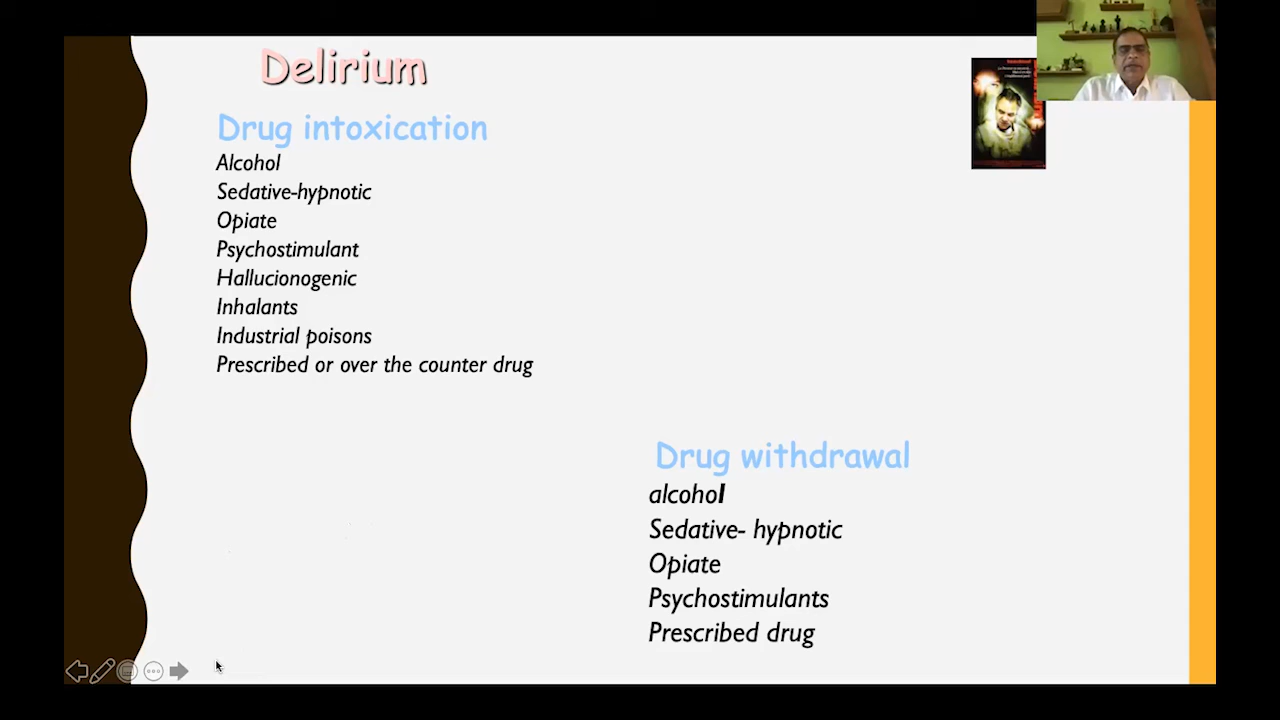 Delirium
Drug intoxication
Alcohol
Sedative-hypnotic
Opiate
Psychostimulant
Hallucionogenic
Inhalants
Industrial poisons
Prescribed or over the counter drug
Drug withdrawal
alcohol
Sedative- hypnotic
Opiate
Psychostimulants
Prescribed drug